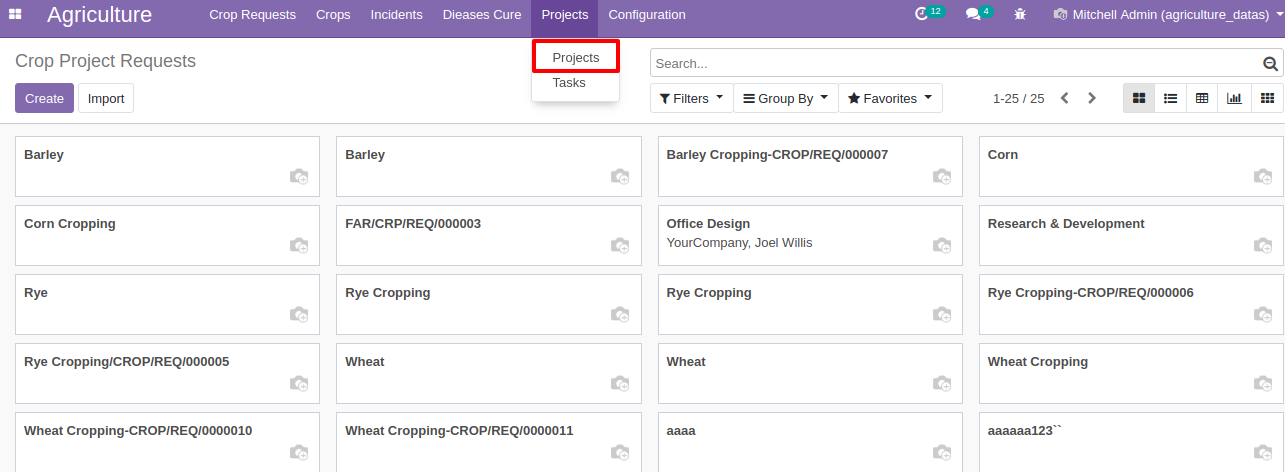 Agriculture Crop Requests Crops Incidents Dieases Cure Projects Configuration 12 4 Mitchell Admin (agriculture_datas)
Projects
Tasks
Crop Project Requests
Search...
Create Import
Filters Group By Favorites 1-25 / 25
Barley Barley Barley Cropping-CROP/REQ/000007 Corn
Corn Cropping FAR/CRP/REQ/000003 Office Design Research & Development
YourCompany, Joel Willis
Rye Rye Cropping Rye Cropping Rye Cropping-CROP/REQ/000006
Rye Cropping/CROP/REQ/000005 Wheat Wheat Wheat Cropping
Wheat Cropping-CROP/REQ/0000010 Wheat Cropping-CROP/REQ/0000011 aaaa aaaaaa123``